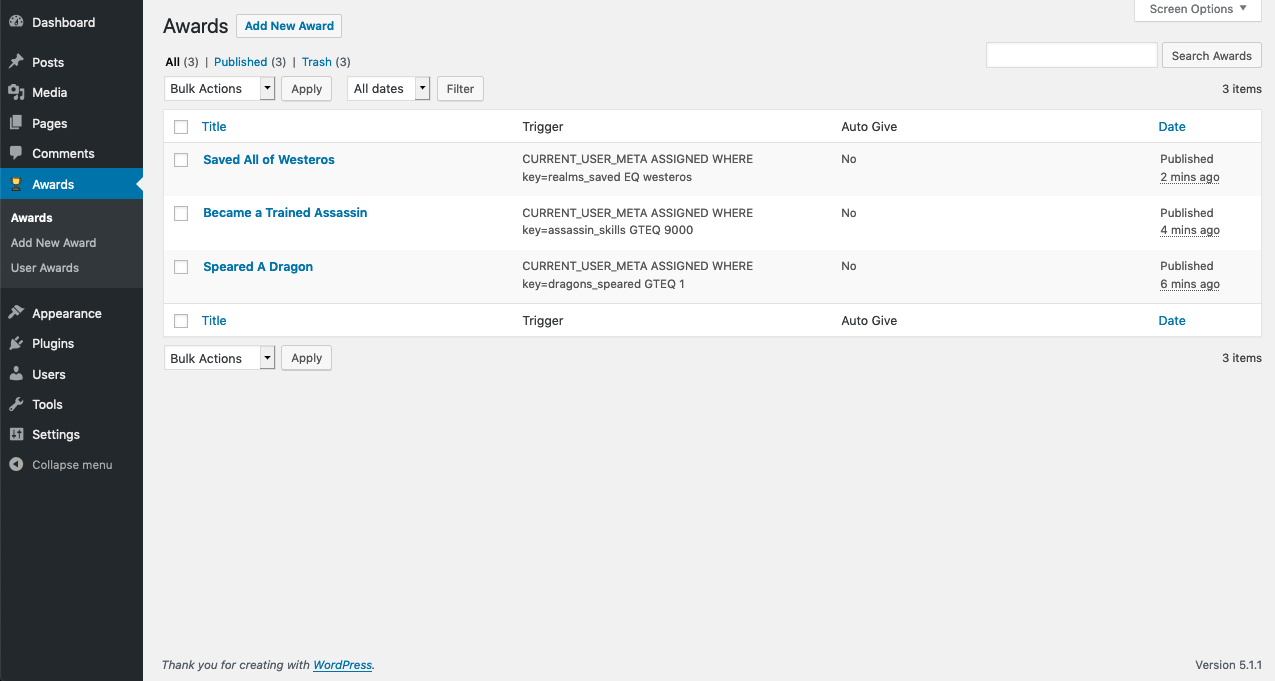 Dashboard
Posts
Media
Pages
Comments
Awards
Awards
Add New Award
User Awards
Appearance
Plugins
Users
Tools
Settings
Collapse menu
Screen Options
Awards Add New Award
All (3) | Published (3) | Trash (3)
Search Awards
Bulk Actions Apply All dates Filter 3 items
Title Trigger Auto Give Date
Saved All of Westeros CURRENT_USER_META ASSIGNED WHERE No Published
key=realms_saved EQ westeros 2 mins ago
Became a Trained Assassin CURRENT_USER_META ASSIGNED WHERE No Published
key=assassin_skills GTEQ 9000 4 mins ago
Speared A Dragon CURRENT_USER_META ASSIGNED WHERE No Published
key=dragons_speared GTEQ 1 6 mins ago
Title Trigger Auto Give Date
Bulk Actions Apply 3 items
Thank you for creating with WordPress. Version 5.1.1